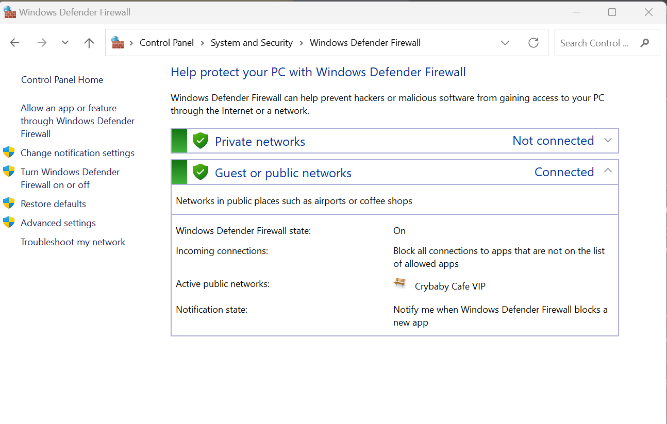 Windows Defender Firewall
Control Panel > System and Security > Windows Defender Firewall
Search Control ...
Control Panel Home
Allow an app or feature
through Windows Defender
Firewall
Change notification settings
Turn Windows Defender
Firewall on or off
Restore defaults
Advanced settings
Troubleshoot my network
Help protect your PC with Windows Defender Firewall
Windows Defender Firewall can help prevent hackers or malicious software from gaining access to your PC
through the Internet or a network.
Private networks Not connected
Guest or public networks Connected
Networks in public places such as airports or coffee shops
Windows Defender Firewall state: On
Incoming connections: Block all connections to apps that are not on the list
of allowed apps
Active public networks: Crybaby Cafe VIP
Notification state: Notify me when Windows Defender Firewall blocks a
new app